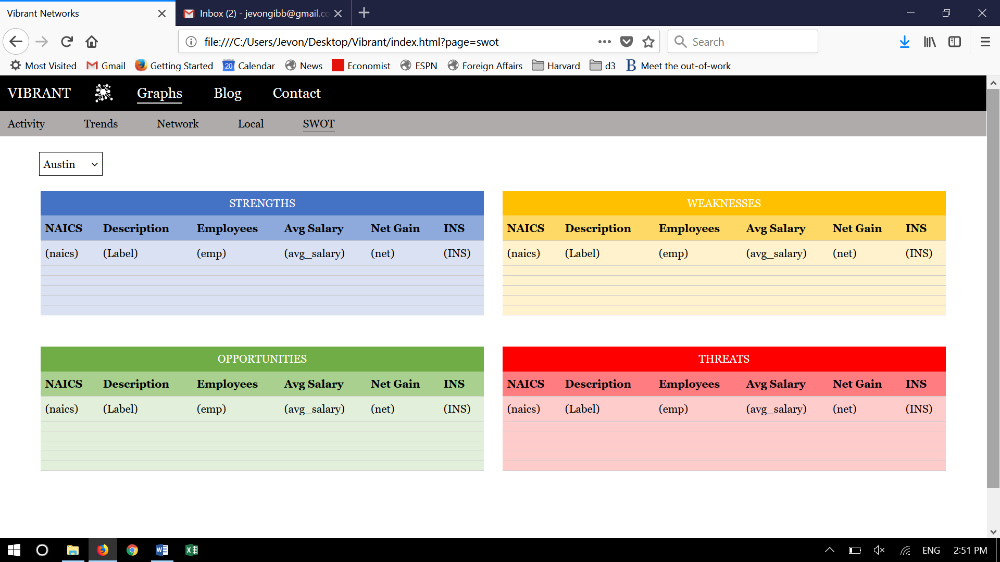 Vibrant Networks
Inbox (2) - jevongibb@gmail.co
file:///C:/Users/Jevon/Desktop/Vibrant/index.html?page=swot
Search
Most Visited Gmail Getting Started 20 Calendar News Economist ESPN Foreign Affairs Harvard d3 B Meet the out-of-work
VIBRANT Graphs Blog Contact
Activity Trends Network Local SWOT
Austin
STRENGTHS
NAICS Description Employees Avg Salary Net Gain INS
(naics) (Label) (emp) (avg_salary) (net) (INS)
WEAKNESSES
NAICS Description Employees Avg Salary Net Gain INS
(naics) (Label) (emp) (avg_salary) (net) (INS)
OPPORTUNITIES
NAICS Description Employees Avg Salary Net Gain INS
(naics) (Label) (emp) (avg_salary) (net) (INS)
THREATS
NAICS Description Employees Avg Salary Net Gain INS
(naics) (Label) (emp) (avg_salary) (net) (INS)
ENG 2:51 PM